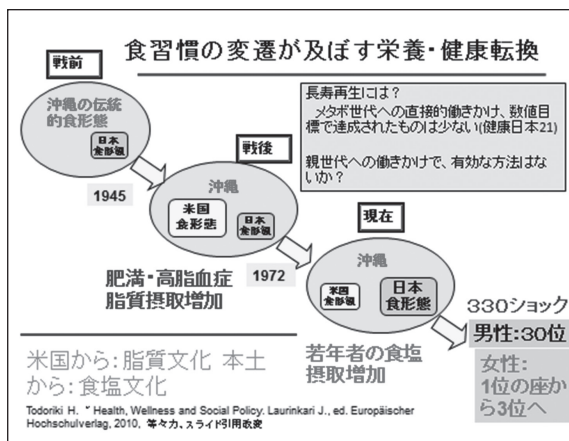 食習慣の変遷が及ぼす栄養・健康転換
戦前
沖縄の伝統
的食形態
日本
食形態
1945
戦後
沖縄
米国
食形態
日本
食形態
1972
肥満・高脂血症
脂質摂取増加
長寿再生には？
メタボ世代への直接的働きかけ、数値目
標で達成されたものは少ない(健康日本21)
親世代への働きかけで、有効な方法はな
いか？
現在
沖縄
米国
食形態
日本
食形態
若年者の食塩
摂取増加
330ショック
男性:30位
女性:
1位の座か
ら3位へ
米国から:脂質文化 本土
から:食塩文化
Todoriki H. “ Health, Wellness and Social Policy. Laurinkari J., ed. Europäischer
Hochschulverlag, 2010, 等々力、スライド引用改変